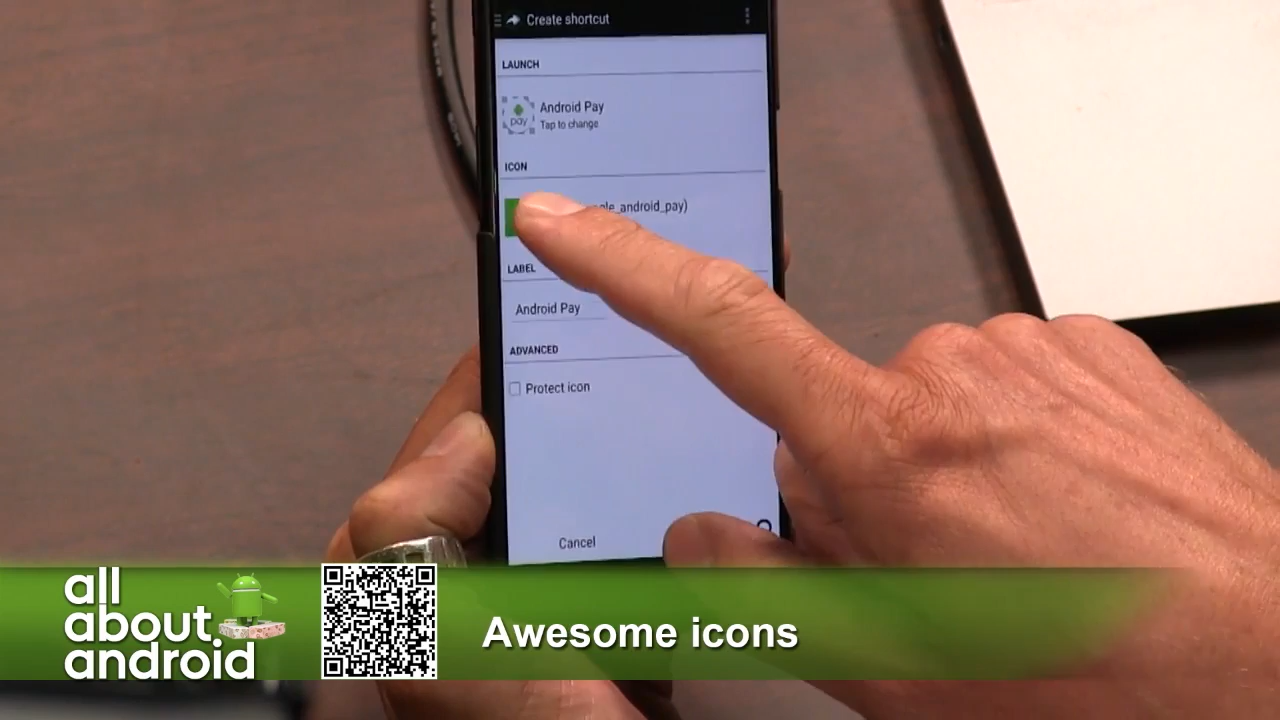 Create shortcut
LAUNCH
pay
Android Pay
Tap to change
ICON
gle_android_pay)
LABEL
Android Pay
ADVANCED
Protect icon
Cancel
all
about
android
Awesome icons